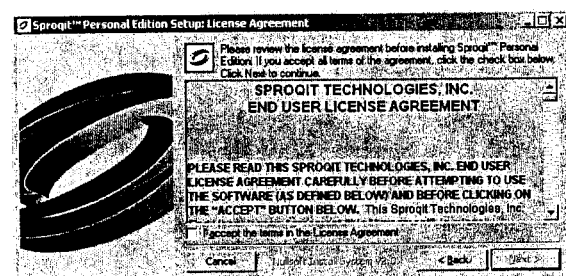 Sproqit™ Personal Edition Setup: License Agreement
Please review the license agreement before installing Sproqit™ Personal
Edition. If you accept all terms of the agreement, click the check box below.
Click Next to continue.
SPROQIT TECHNOLOGIES, INC.
END USER LICENSE AGREEMENT
PLEASE READ THIS SPROQIT TECHNOLOGIES, INC. END USER
LICENSE AGREEMENT CAREFULLY BEFORE ATTEMPTING TO USE
THE SOFTWARE (AS DEFINED BELOW) AND BEFORE CLICKING ON
THE "ACCEPT" BUTTON BELOW. This Sproqit Technologies, Inc.
I accept the terms in the License Agreement
Cancel
Nullsoft Install System
< Back
Next >